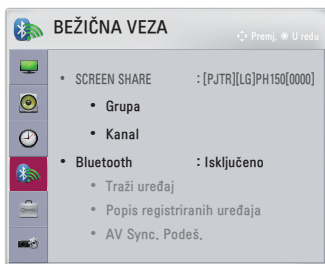 BEŽIČNA VEZA
Premj. U redu
• SCREEN SHARE : [PJTR][LG]PH150[0000]
• Grupa
• Kanal
• Bluetooth : Isključeno
• Traži uređaj
• Popis registriranih uređaja
• AV Sync. Podeš.